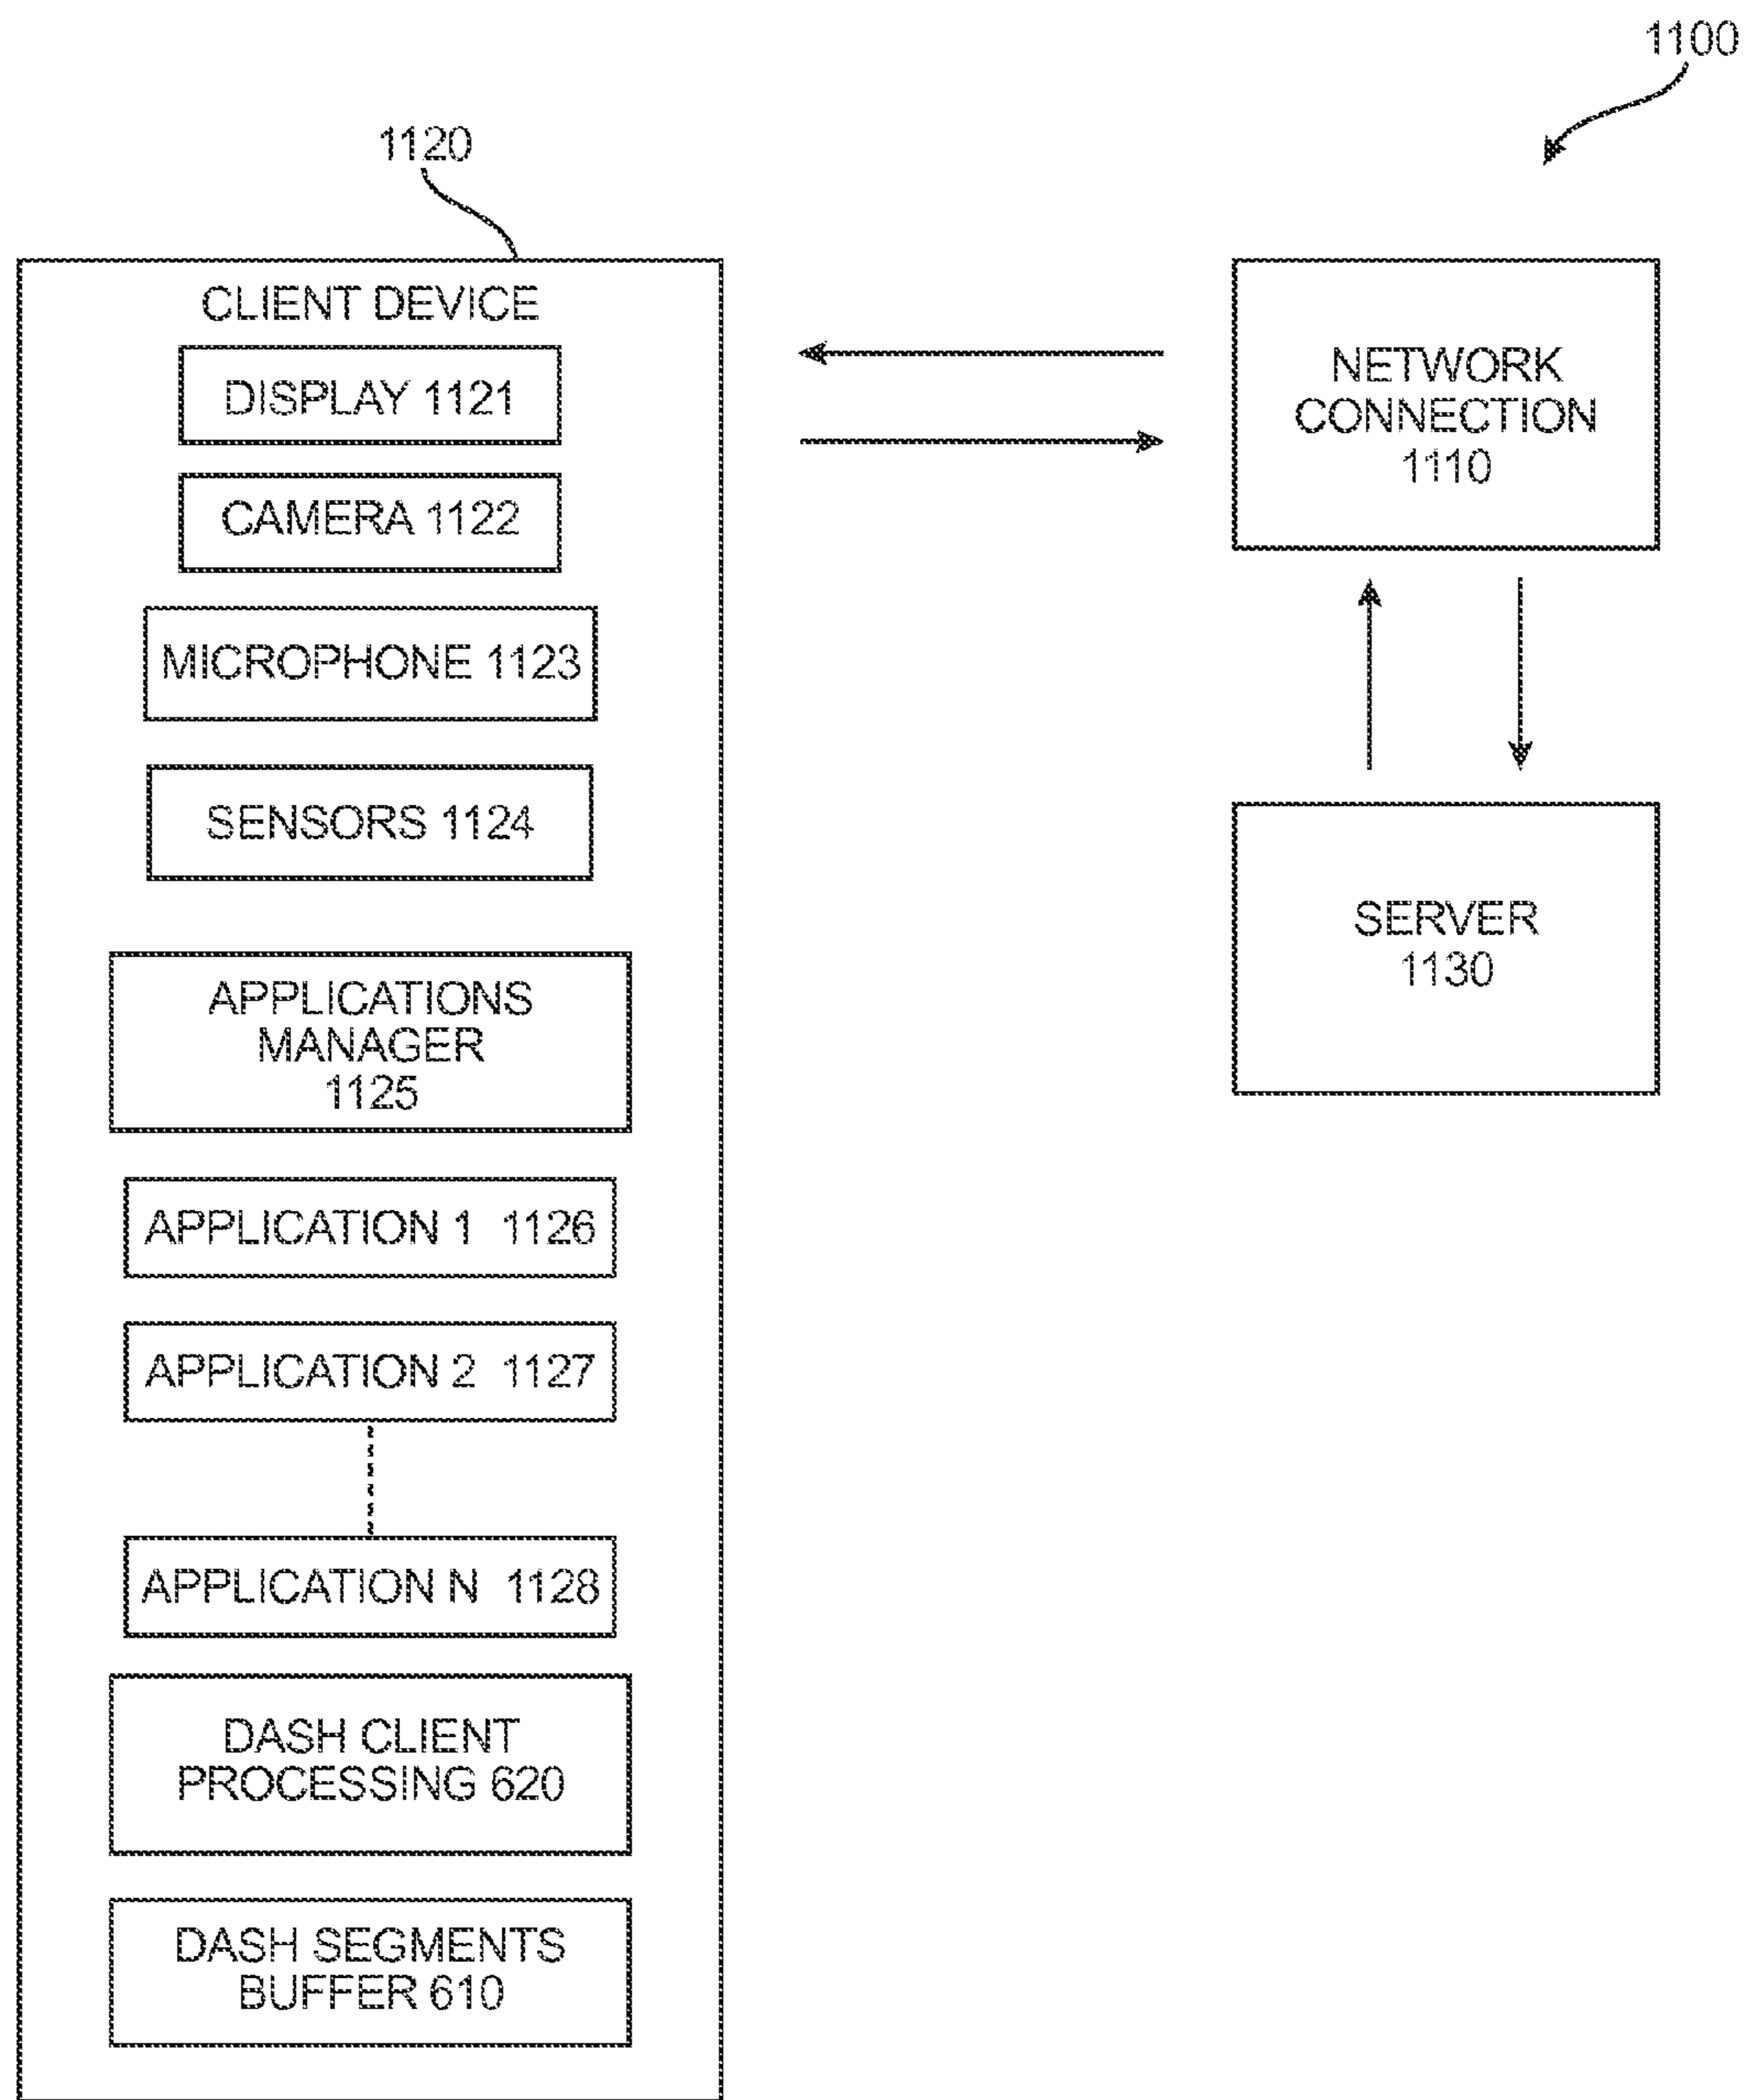 1100
1120
CLIENT DEVICE
DISPLAY 1121
CAMERA 1122
MICROPHONE 1123
SENSORS 1124
APPLICATIONS
MANAGER
1125
APPLICATION 1 1126
APPLICATION 2 1127
APPLICATION N 1128
DASH CLIENT
PROCESSING 620
DASH SEGMENTS
BUFFER 610
NETWORK
CONNECTION
1110
SERVER
1130